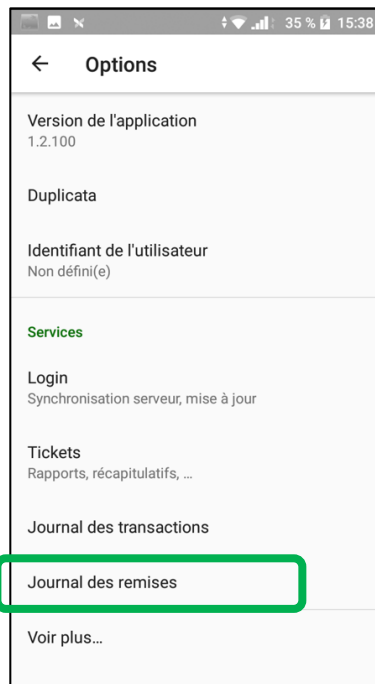 35 % 15:38
Options
Version de l'application
1.2.100
Duplicata
Identifiant de l'utilisateur
Non défini(e)
Services
Login
Synchronisation serveur, mise à jour
Tickets
Rapports, récapitulatifs, ...
Journal des transactions
Journal des remises
Voir plus...